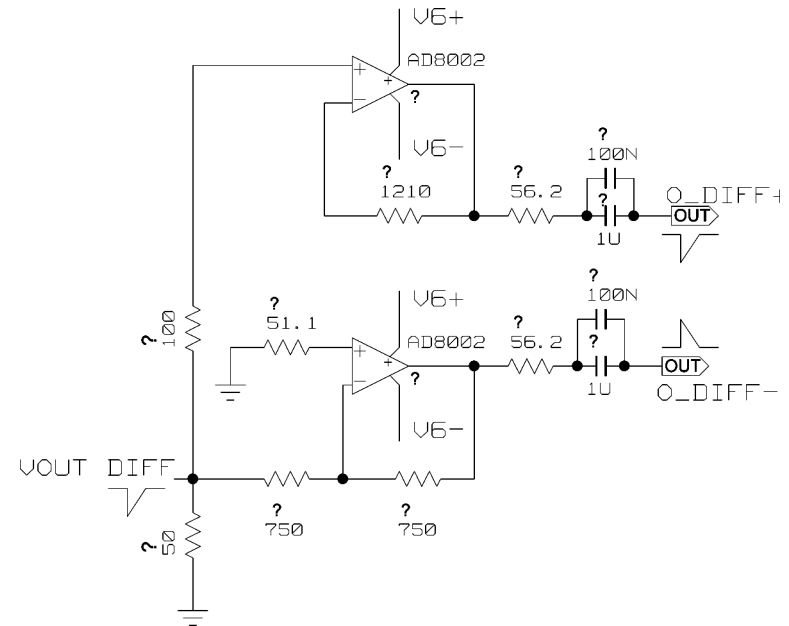 V6+
AD8002
?
V6-
?
1210
?
56.2
?
100N
?
1U
O_DIFF+
OUT
?
100
?
51.1
V6+
AD8002
?
V6-
?
56.2
?
100N
?
1U
OUT
O_DIFF-
VOUT DIFF
?
750
?
750
?
50